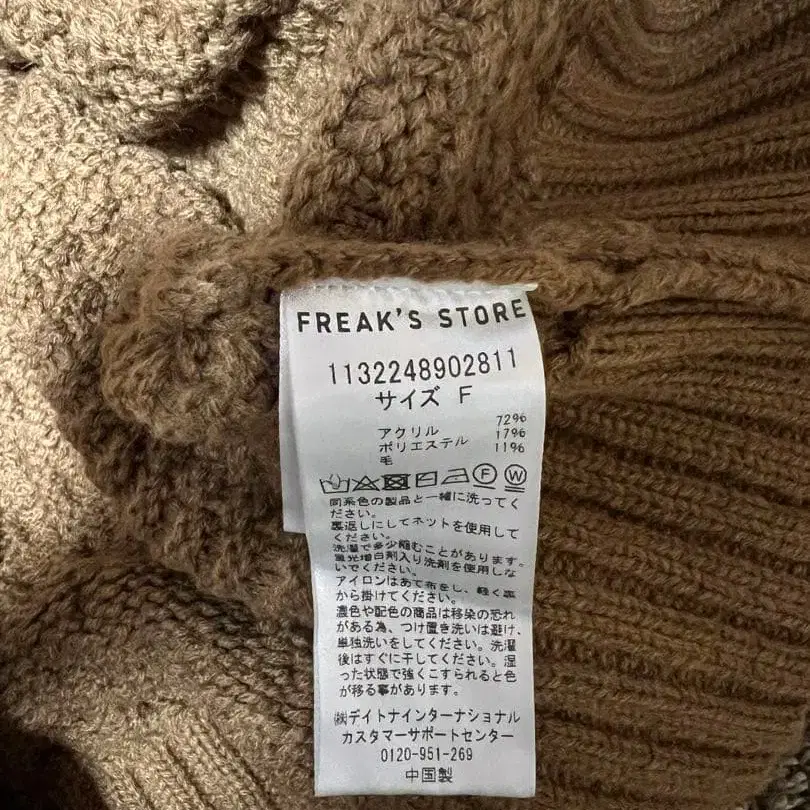 FREAK'S STORE
1132248902811
サイズ F
アクリル 72%
ポリエステル 17%
毛 11%
F W
同系色の製品と一緒に洗ってく
ださい。
裏返しにしてネットを使用して
ください。
洗濯で多少縮むことがあります。
蛍光増白剤入り洗剤を使用しな
いでください。
アイロンはあて布をし、軽く裏
から掛けてください。
濃色や配色の商品は移染の恐れ
がある為、つけ置き洗いは避け、
単独洗いをしてください。洗濯
後はすぐに干してください。湿
った状態で強くこすられると色
が移る事があります。
㈱デイトナインターナショナル
カスタマーサポートセンター
0120-951-269
中国製